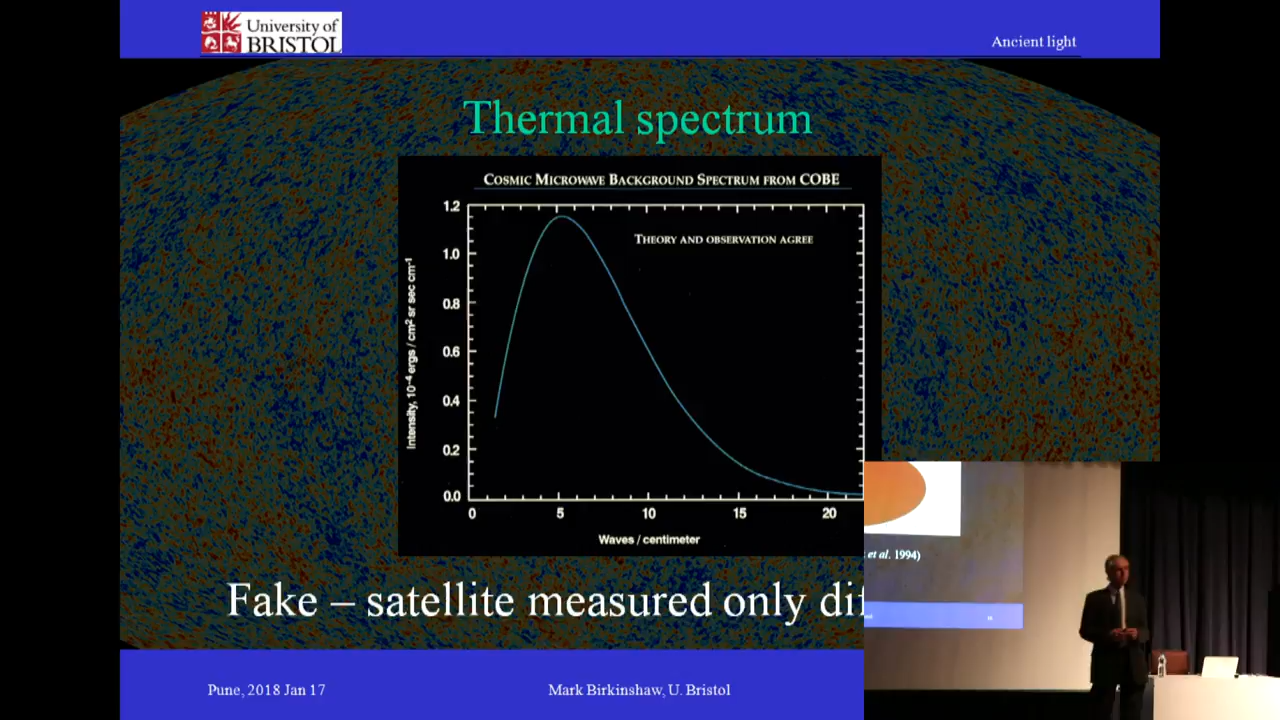 University of
BRISTOL
Ancient light
Thermal spectrum
COSMIC MICROWAVE BACKGROUND SPECTRUM FROM COBE
THEORY AND OBSERVATION AGREE
Intensity, 10⁻⁴ ergs / cm² sr sec cm⁻¹
1.2
1.0
0.8
0.6
0.4
0.2
0.0
0 5 10 15 20
Waves / centimeter
et al. 1994)
Fake – satellite measured only
Pune, 2018 Jan 17
Mark Birkinshaw, U. Bristol